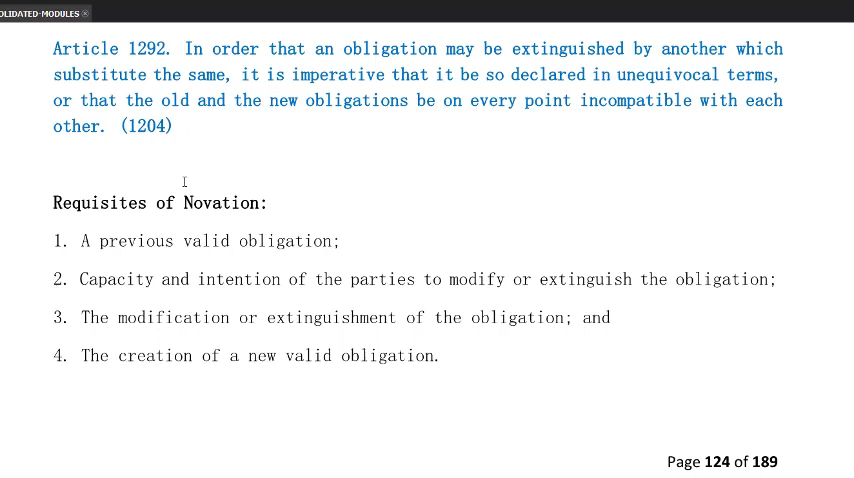 OLIDATED-MODULES
Article 1292. In order that an obligation may be extinguished by another which
substitute the same, it is imperative that it be so declared in unequivocal terms,
or that the old and the new obligations be on every point incompatible with each
other. (1204)
Requisites of Novation:
1. A previous valid obligation;
2. Capacity and intention of the parties to modify or extinguish the obligation;
3. The modification or extinguishment of the obligation; and
4. The creation of a new valid obligation.
Page 124 of 189